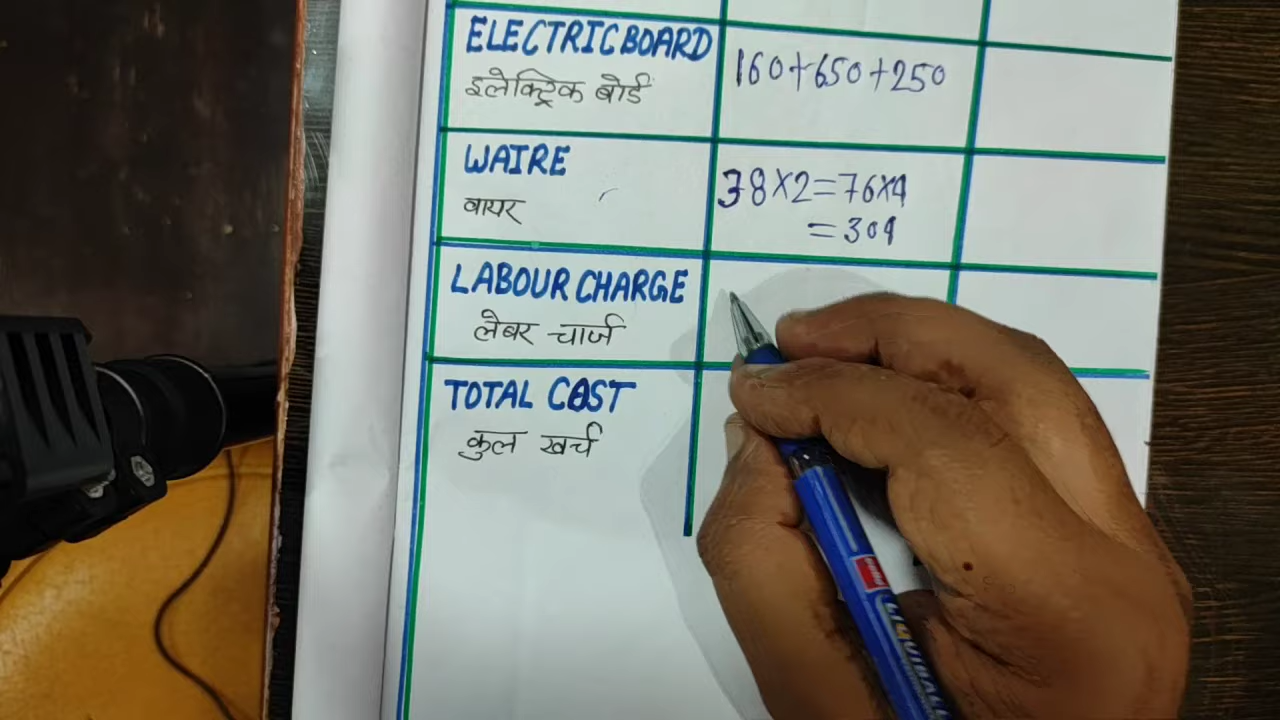 ELECTRIC BOARD
इलेक्ट्रिक बोर्ड
160+650+250
WAIRE
वायर
38×2=76×4
=304
LABOUR CHARGE
लेबर चार्ज
TOTAL COST
कुल खर्च
LIQUIBALL